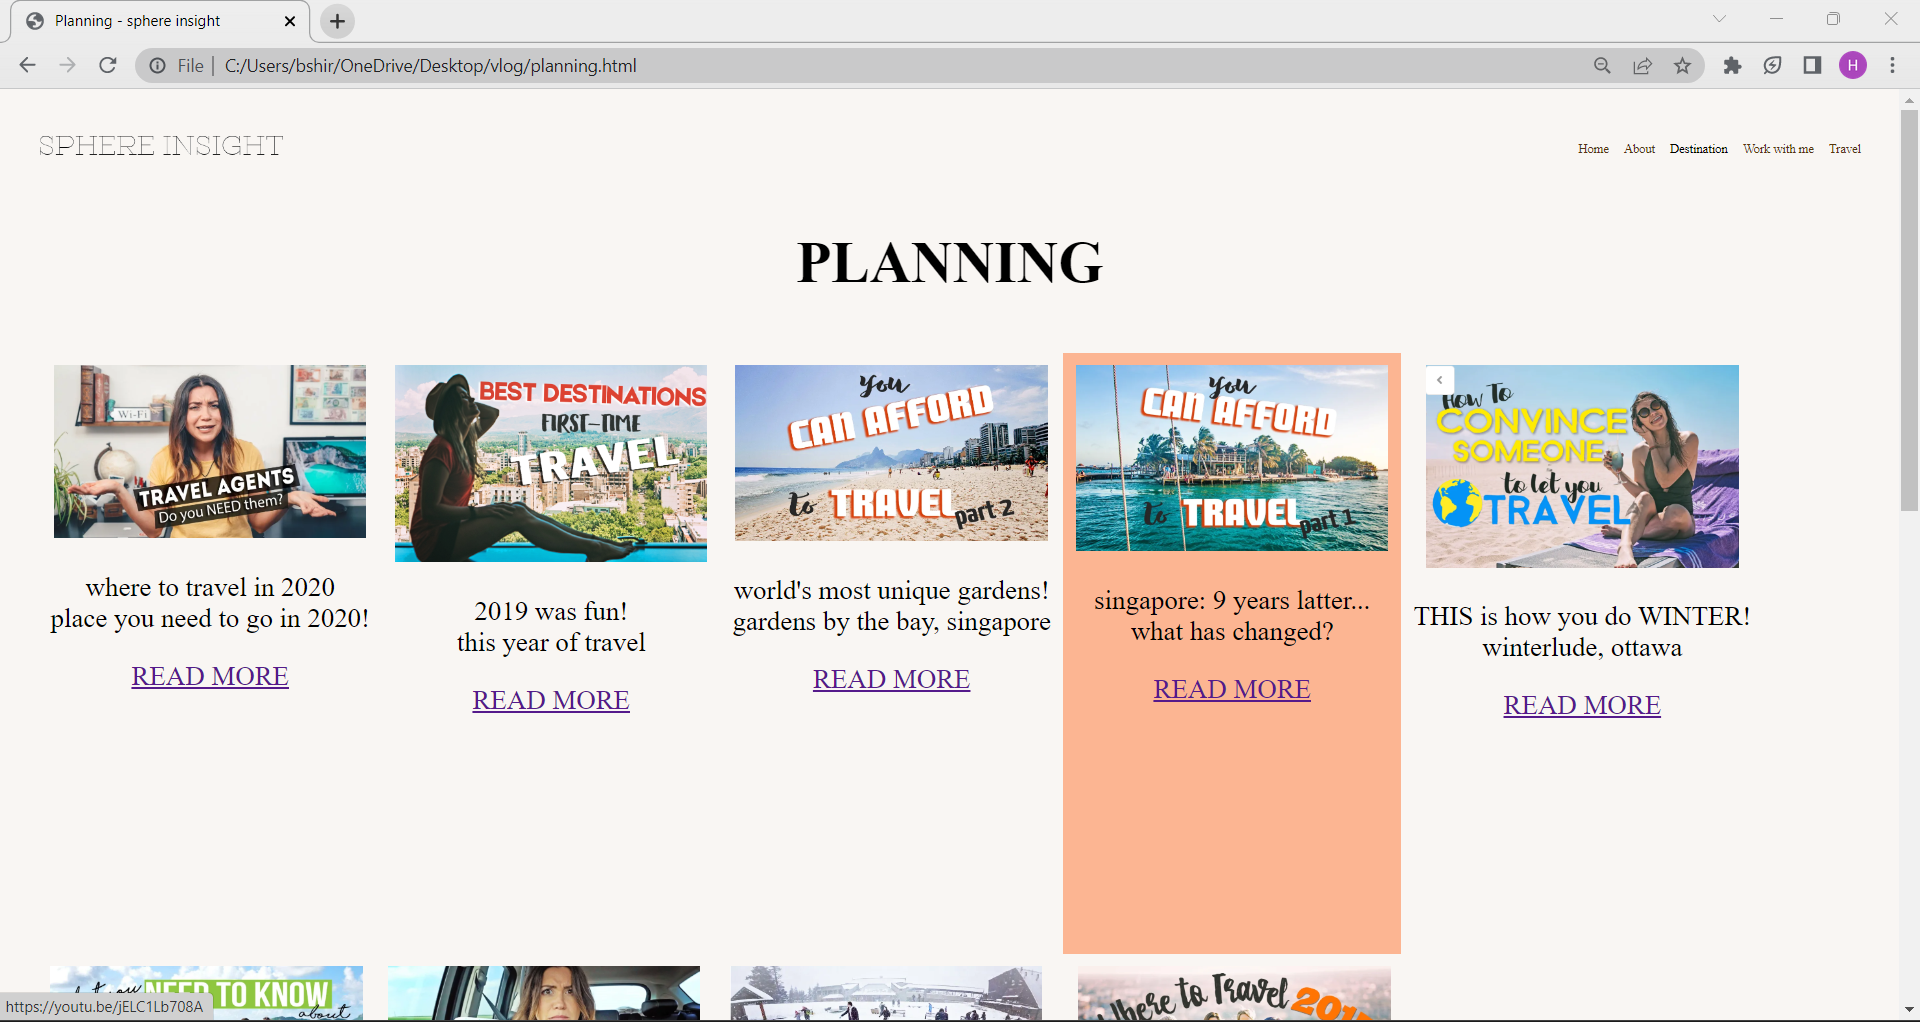 Planning - sphere insight
File
C:/Users/bshir/OneDrive/Desktop/vlog/planning.html
H
SPHERE INSIGHT
Home About Destination Work with me Travel
PLANNING
Wi-Fi
TRAVEL AGENTS
Do you NEED them?
where to travel in 2020
place you need to go in 2020!
READ MORE
BEST DESTINATIONS
FIRST-TIME
TRAVEL
2019 was fun!
this year of travel
READ MORE
you
CAN AFFORD
to TRAVEL part 2
world's most unique gardens!
gardens by the bay, singapore
READ MORE
you
CAN AFFORD
to TRAVEL part 1
singapore: 9 years latter...
what has changed?
READ MORE
HOW TO
CONVINCE
SOMEONE
to let you
TRAVEL
THIS is how you do WINTER!
winterlude, ottawa
READ MORE
NEED TO KNOW
about
Where to Travel
https://youtu.be/jELC1Lb708A